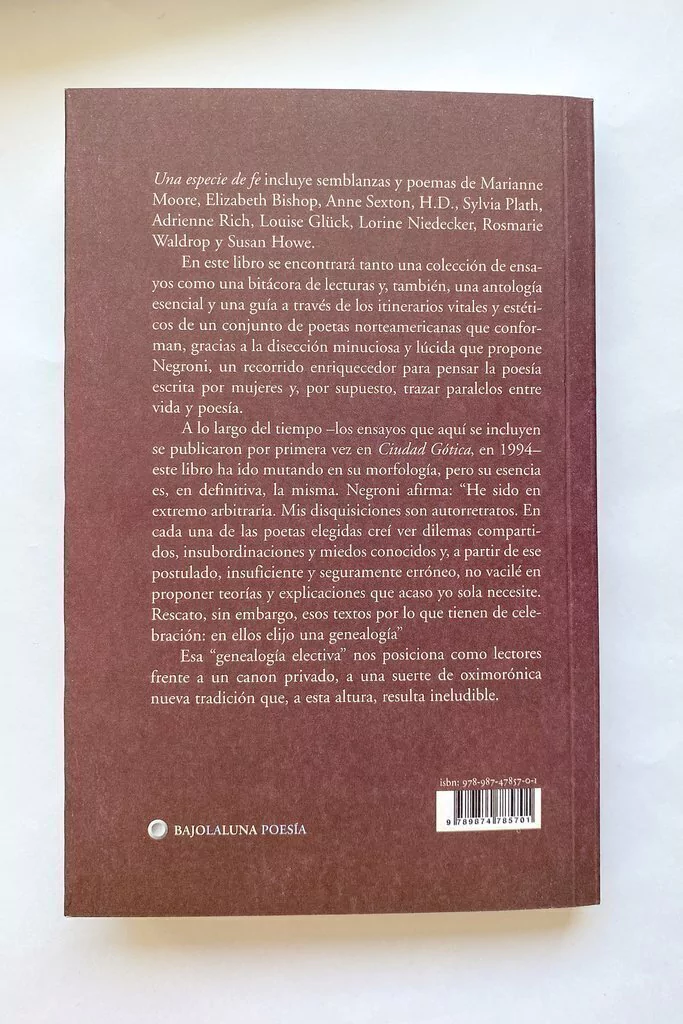 Una especie de fe incluye semblanzas y poemas de Marianne
Moore, Elizabeth Bishop, Anne Sexton, H.D., Sylvia Plath,
Adrienne Rich, Louise Glück, Lorine Niedecker, Rosmarie
Waldrop y Susan Howe.
En este libro se encontrará tanto una colección de ensa-
yos como una bitácora de lecturas y, también, una antología
esencial y una guía a través de los itinerarios vitales y estéti-
cos de un conjunto de poetas norteamericanas que confor-
man, gracias a la disección minuciosa y lúcida que propone
Negroni, un recorrido enriquecedor para pensar la poesía
escrita por mujeres y, por supuesto, trazar paralelos entre
vida y poesía.
A lo largo del tiempo –los ensayos que aquí se incluyen
se publicaron por primera vez en Ciudad Gótica, en 1994–
este libro ha ido mutando en su morfología, pero su esencia
es, en definitiva, la misma. Negroni afirma: “He sido en
extremo arbitraria. Mis disquisiciones son autorretratos. En
cada una de las poetas elegidas creí ver dilemas comparti-
dos, insubordinaciones y miedos conocidos y, a partir de ese
postulado, insuficiente y seguramente erróneo, no vacilé en
proponer teorías y explicaciones que acaso yo sola necesite.
Rescato, sin embargo, esos textos por lo que tienen de cele-
bración: en ellos elijo una genealogía”
Esa “genealogía electiva” nos posiciona como lectores
frente a un canon privado, a una suerte de oximorónica
nueva tradición que, a esta altura, resulta ineludible.
isbn: 978-987-47857-0-1
9 789874 785701
BAJOLALUNA POESÍA